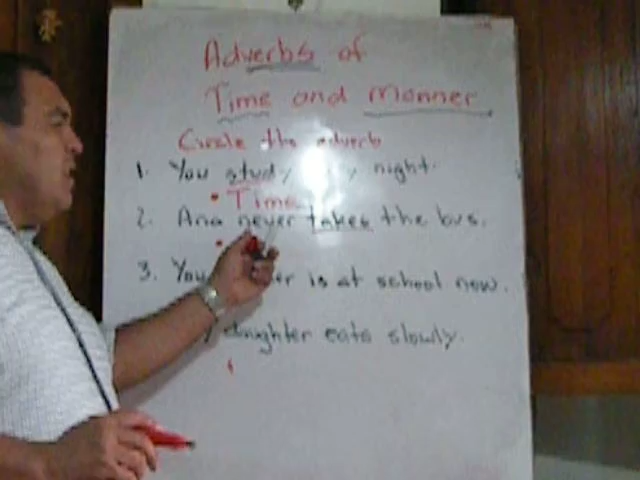 Adverbs of
Time and Manner
Circle the adverb
1. You study night.
• Time
2. Ana never takes the bus.
•
3. You is at school now.
daughter eats slowly.